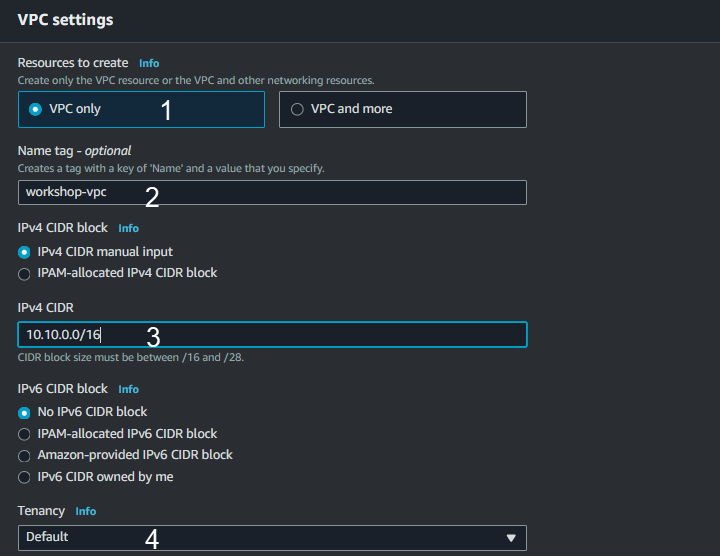 VPC settings
Resources to create Info
Create only the VPC resource or the VPC and other networking resources.
VPC only 1 VPC and more
Name tag - optional
Creates a tag with a key of 'Name' and a value that you specify.
workshop-vpc 2
IPv4 CIDR block Info
IPv4 CIDR manual input
IPAM-allocated IPv4 CIDR block
IPv4 CIDR
10.10.0.0/16 3
CIDR block size must be between /16 and /28.
IPv6 CIDR block Info
No IPv6 CIDR block
IPAM-allocated IPv6 CIDR block
Amazon-provided IPv6 CIDR block
IPv6 CIDR owned by me
Tenancy Info
Default 4